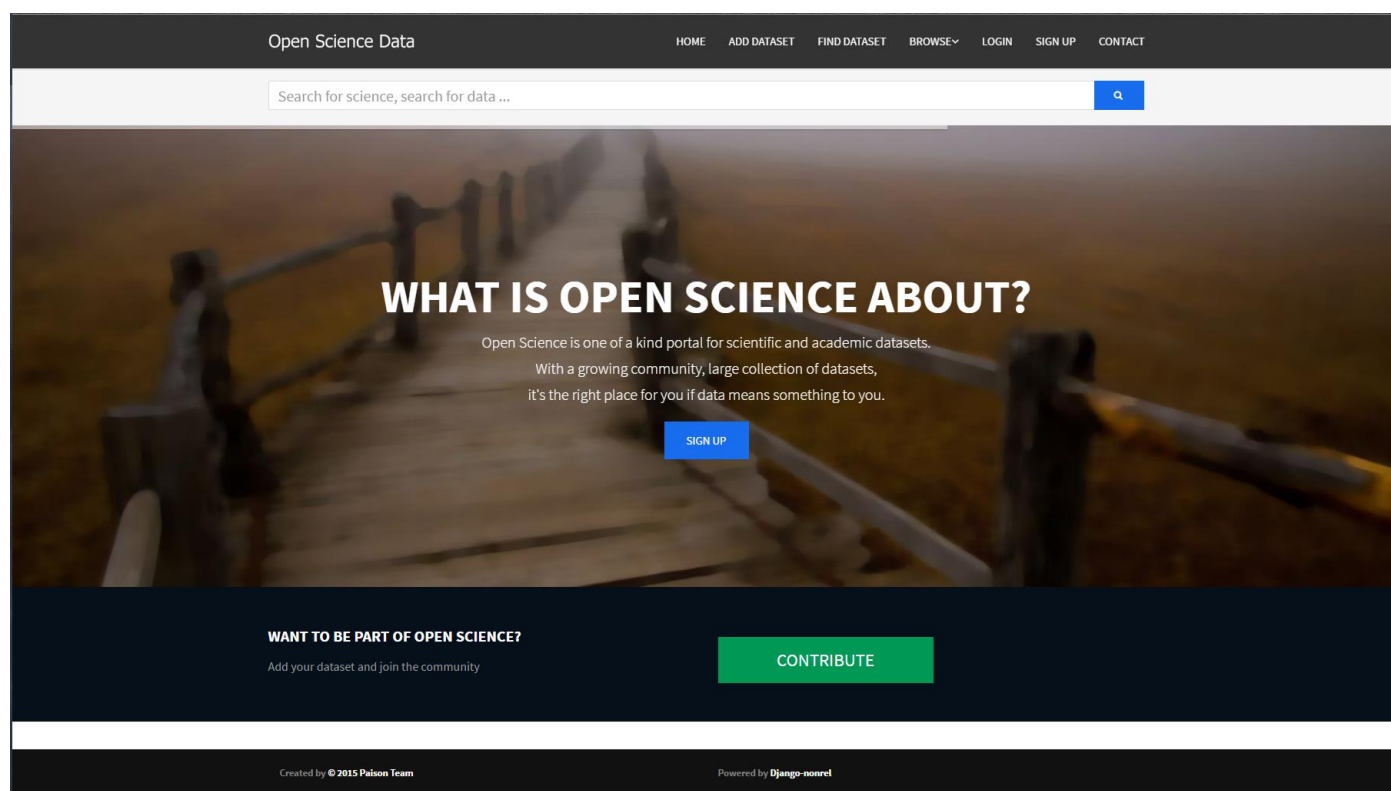 Open Science Data
HOME ADD DATASET FIND DATASET BROWSE LOGIN SIGN UP CONTACT
Search for science, search for data ...
WHAT IS OPEN SCIENCE ABOUT?
Open Science is one of a kind portal for scientific and academic datasets.
With a growing community, large collection of datasets,
it's the right place for you if data means something to you.
SIGN UP
WANT TO BE PART OF OPEN SCIENCE?
Add your dataset and join the community
CONTRIBUTE
Created by © 2015 Paison Team
Powered by Django-nonrel